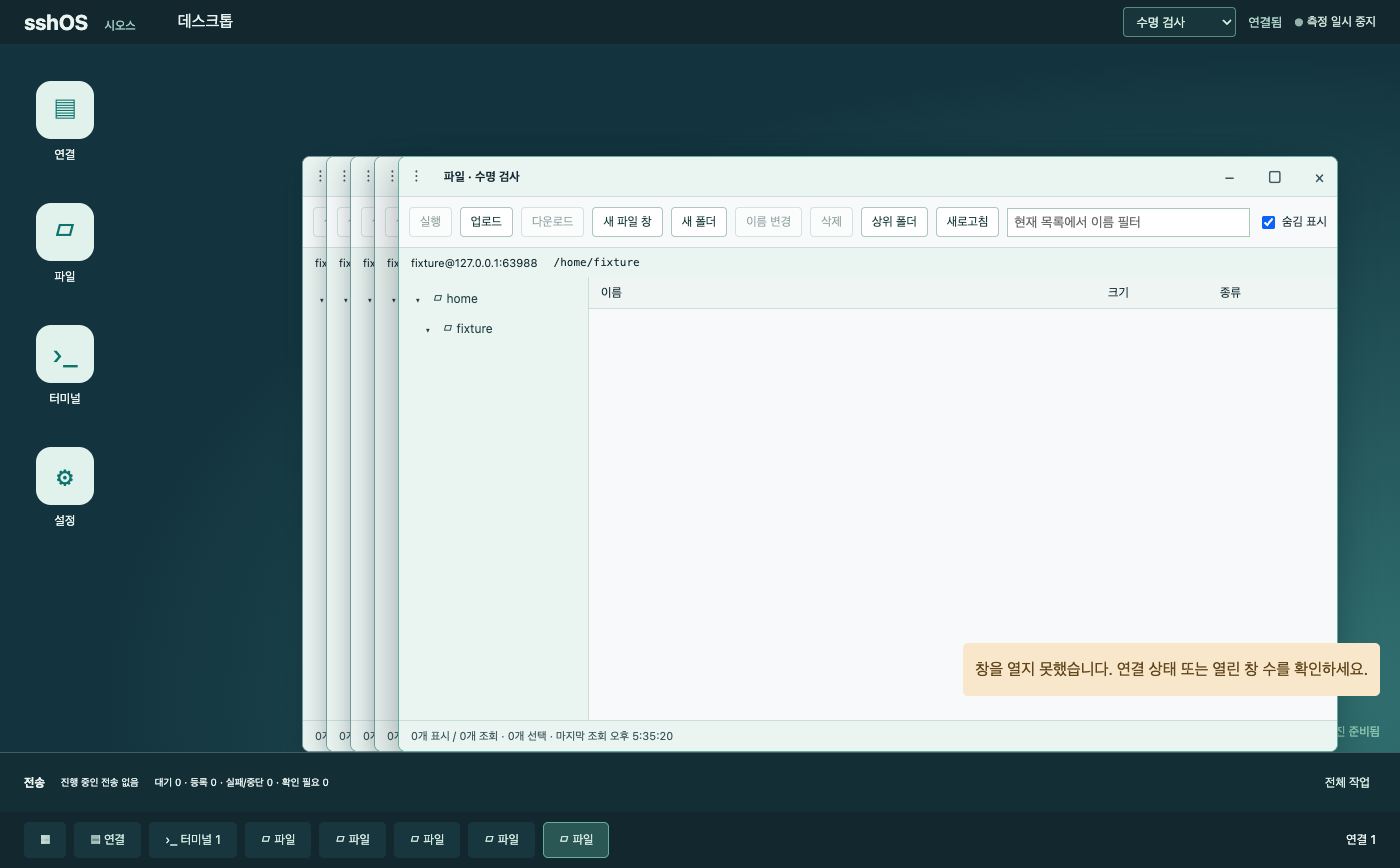 sshOS 시오스 데스크톱 수명 검사 연결됨 측정 일시 중지
연결
파일
터미널
설정
파일 · 수명 검사
실행 업로드 다운로드 새 파일 창 새 폴더 이름 변경 삭제 상위 폴더 새로고침 현재 목록에서 이름 필터 숨김 표시
fix fix fix fix fixture@127.0.0.1:63988 /home/fixture
home
fixture
이름 크기 종류
창을 열지 못했습니다. 연결 상태 또는 열린 창 수를 확인하세요.
준비됨
0개 표시 / 0개 조회 · 0개 선택 · 마지막 조회 오후 5:35:20
전송 진행 중인 전송 없음 대기 0 · 등록 0 · 실패/중단 0 · 확인 필요 0 전체 작업
연결 ›_ 터미널 1 파일 파일 파일 파일 파일 연결 1